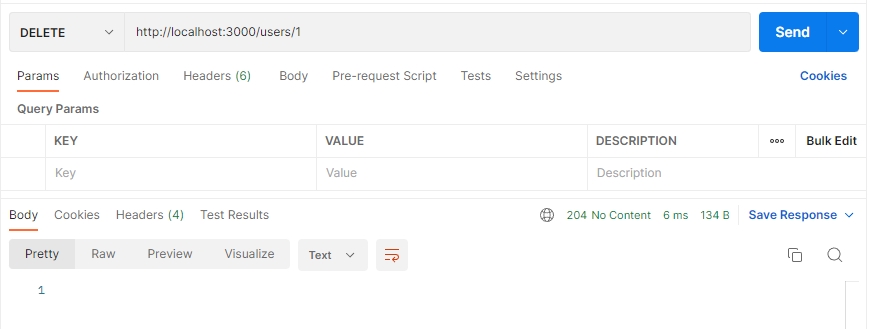 DELETE http://localhost:3000/users/1 Send
Params Authorization Headers (6) Body Pre-request Script Tests Settings Cookies
Query Params
KEY VALUE DESCRIPTION Bulk Edit
Key Value Description
Body Cookies Headers (4) Test Results 204 No Content 6 ms 134 B Save Response
Pretty Raw Preview Visualize Text
1